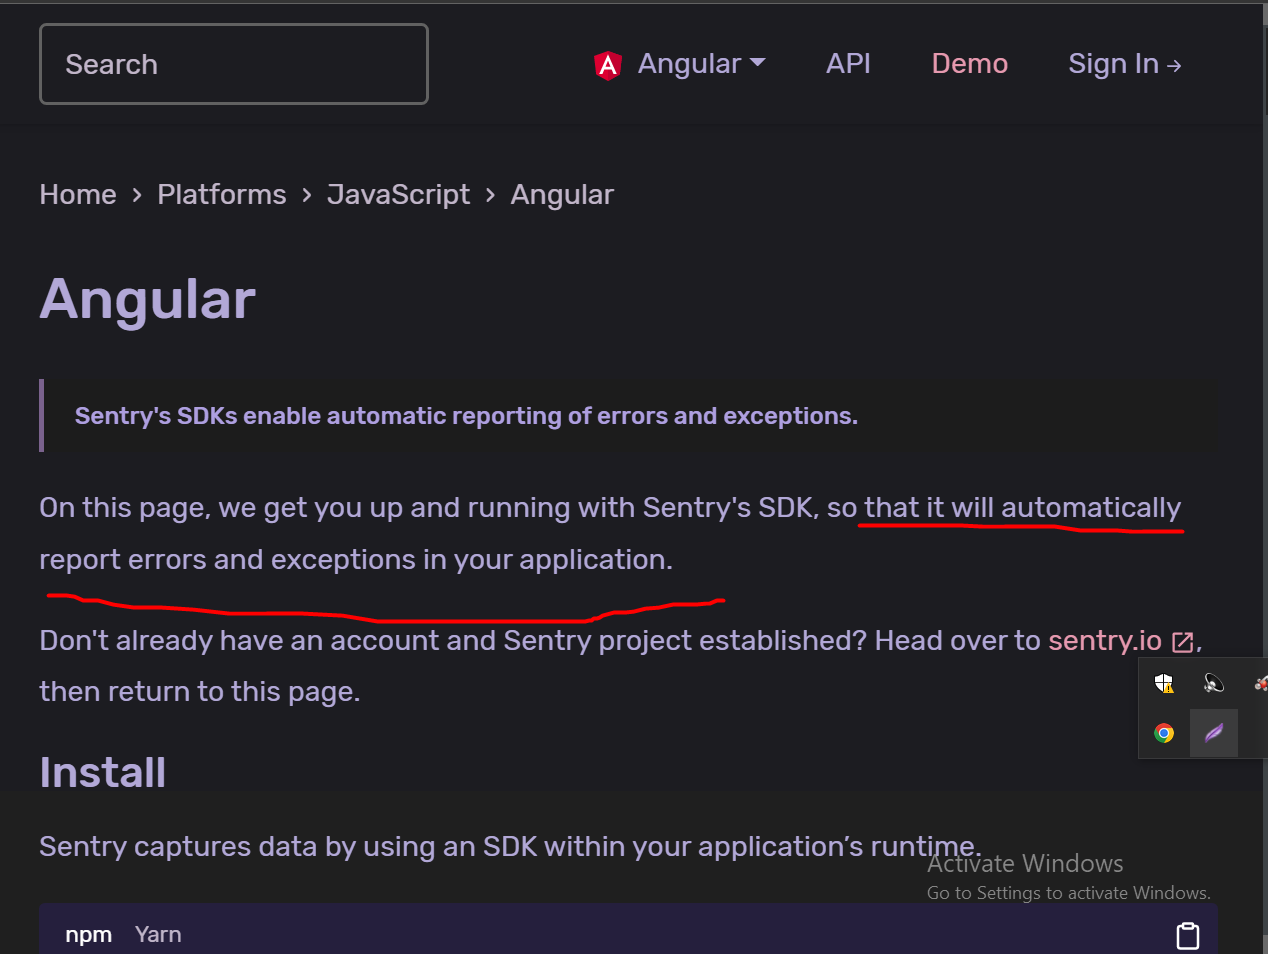 Search
Angular
API
Demo
Sign In →
Home › Platforms › JavaScript › Angular
Angular
Sentry's SDKs enable automatic reporting of errors and exceptions.
On this page, we get you up and running with Sentry's SDK, so that it will automatically
report errors and exceptions in your application.
Don't already have an account and Sentry project established? Head over to sentry.io ,
then return to this page.
Install
Sentry captures data by using an SDK within your application’s runtime.
Activate Windows
Go to Settings to activate Windows.
npm Yarn